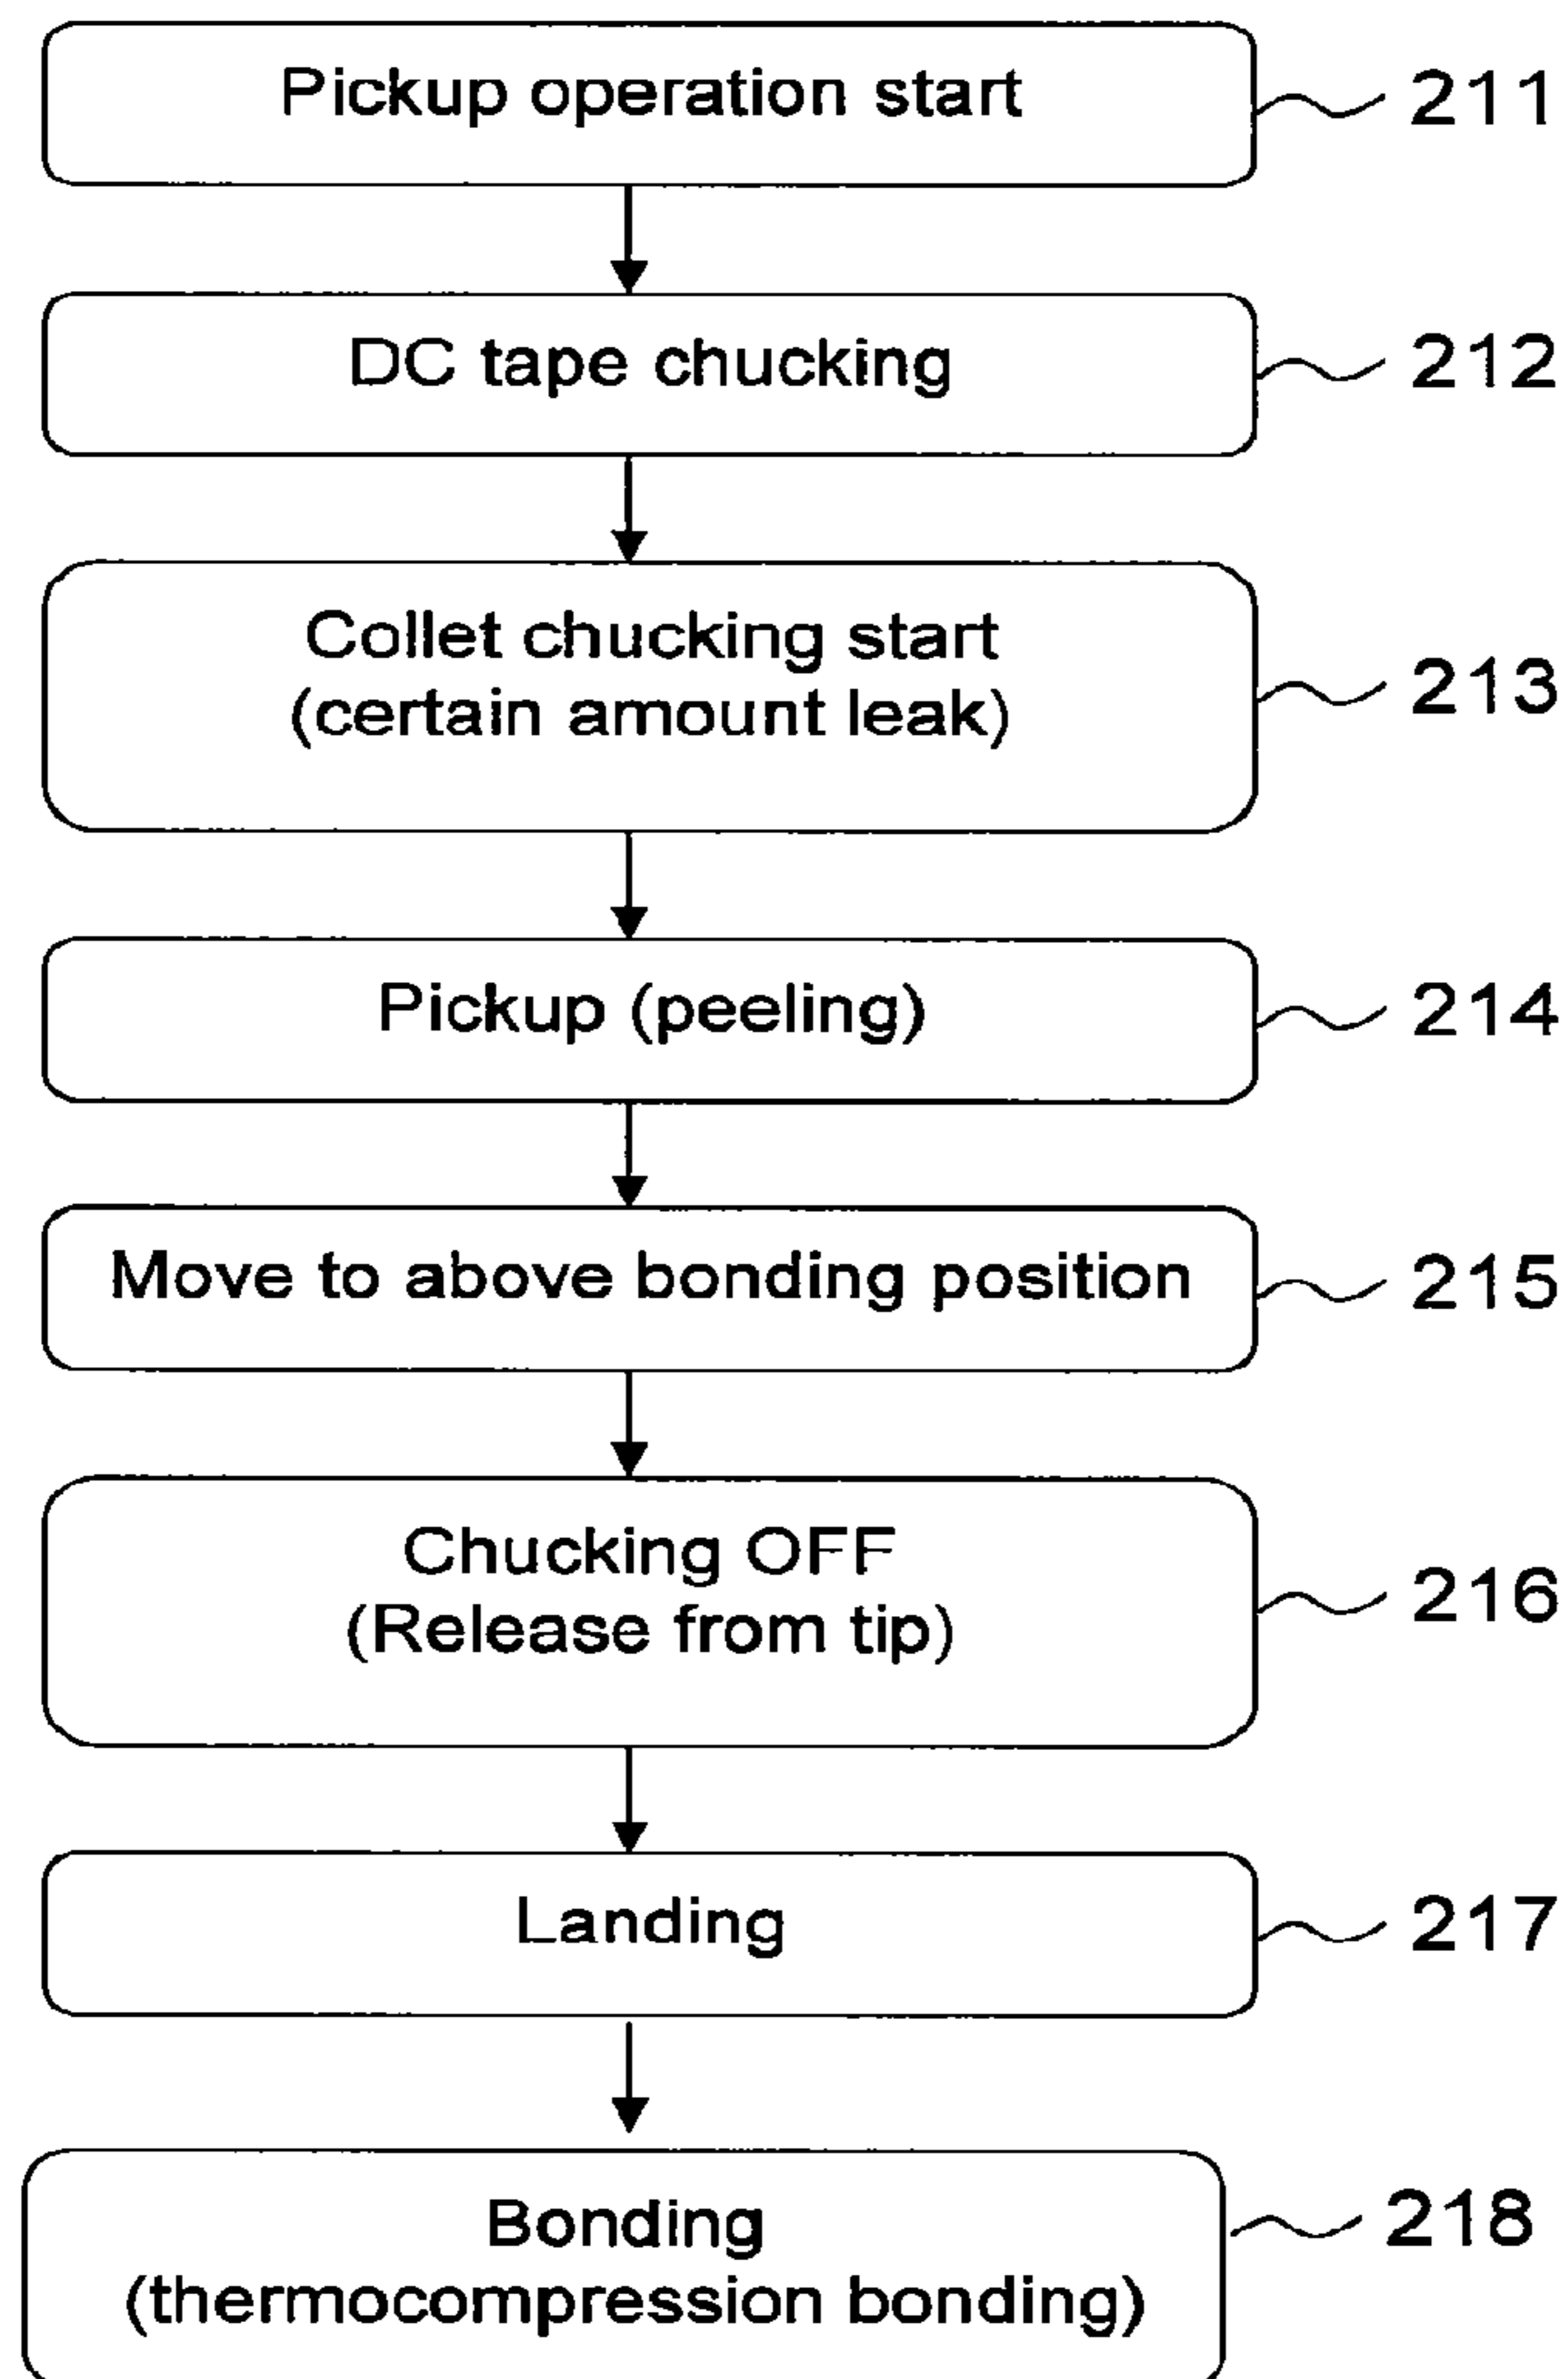 Pickup operation start
211
DC tape chucking
212
Collet chucking start
(certain amount leak)
213
Pickup (peeling)
214
Move to above bonding position
215
Chucking OFF
(Release from tip)
216
Landing
217
Bonding
(thermocompression bonding)
218